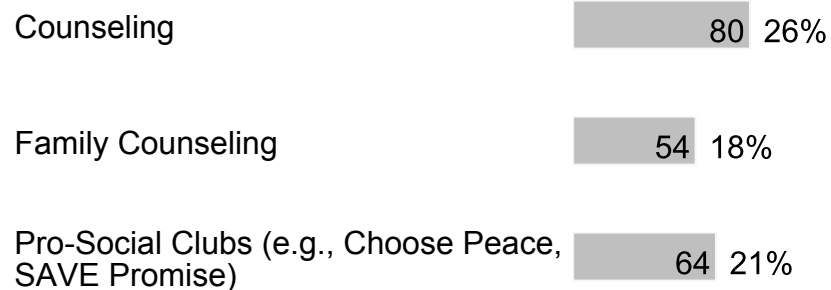 Counseling 80 26%
Family Counseling 54 18%
Pro-Social Clubs (e.g., Choose Peace,
SAVE Promise) 64 21%